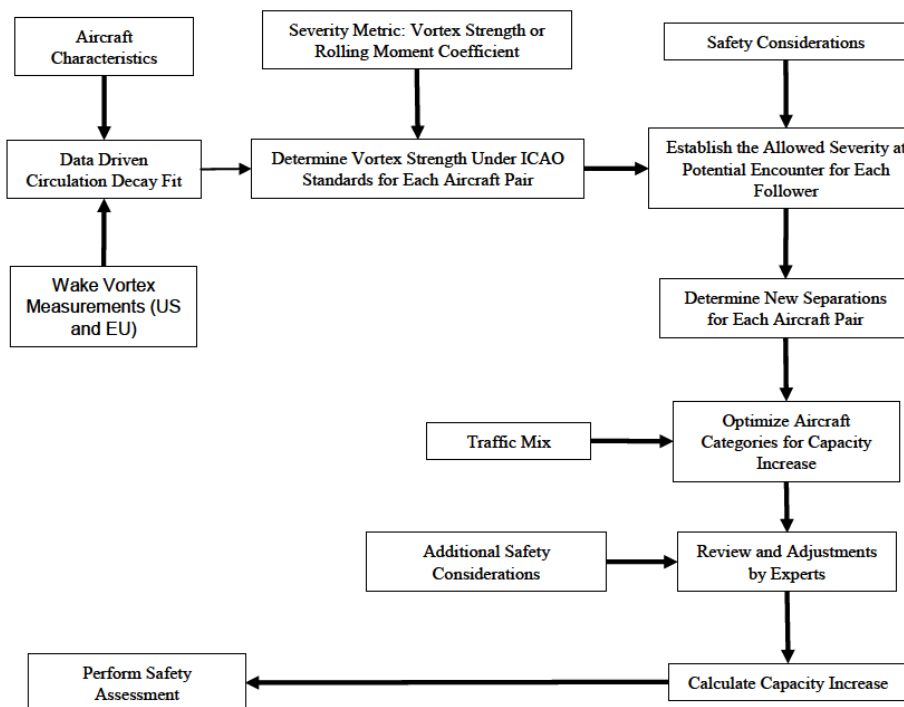 Aircraft
Characteristics
Severity Metric: Vortex Strength or
Rolling Moment Coefficient
Safety Considerations
Data Driven
Circulation Decay Fit
Determine Vortex Strength Under ICAO
Standards for Each Aircraft Pair
Establish the Allowed Severity at
Potential Encounter for Each
Follower
Wake Vortex
Measurements (US
and EU)
Determine New Separations
for Each Aircraft Pair
Traffic Mix
Optimize Aircraft
Categories for Capacity
Increase
Additional Safety
Considerations
Review and Adjustments
by Experts
Perform Safety
Assessment
Calculate Capacity Increase